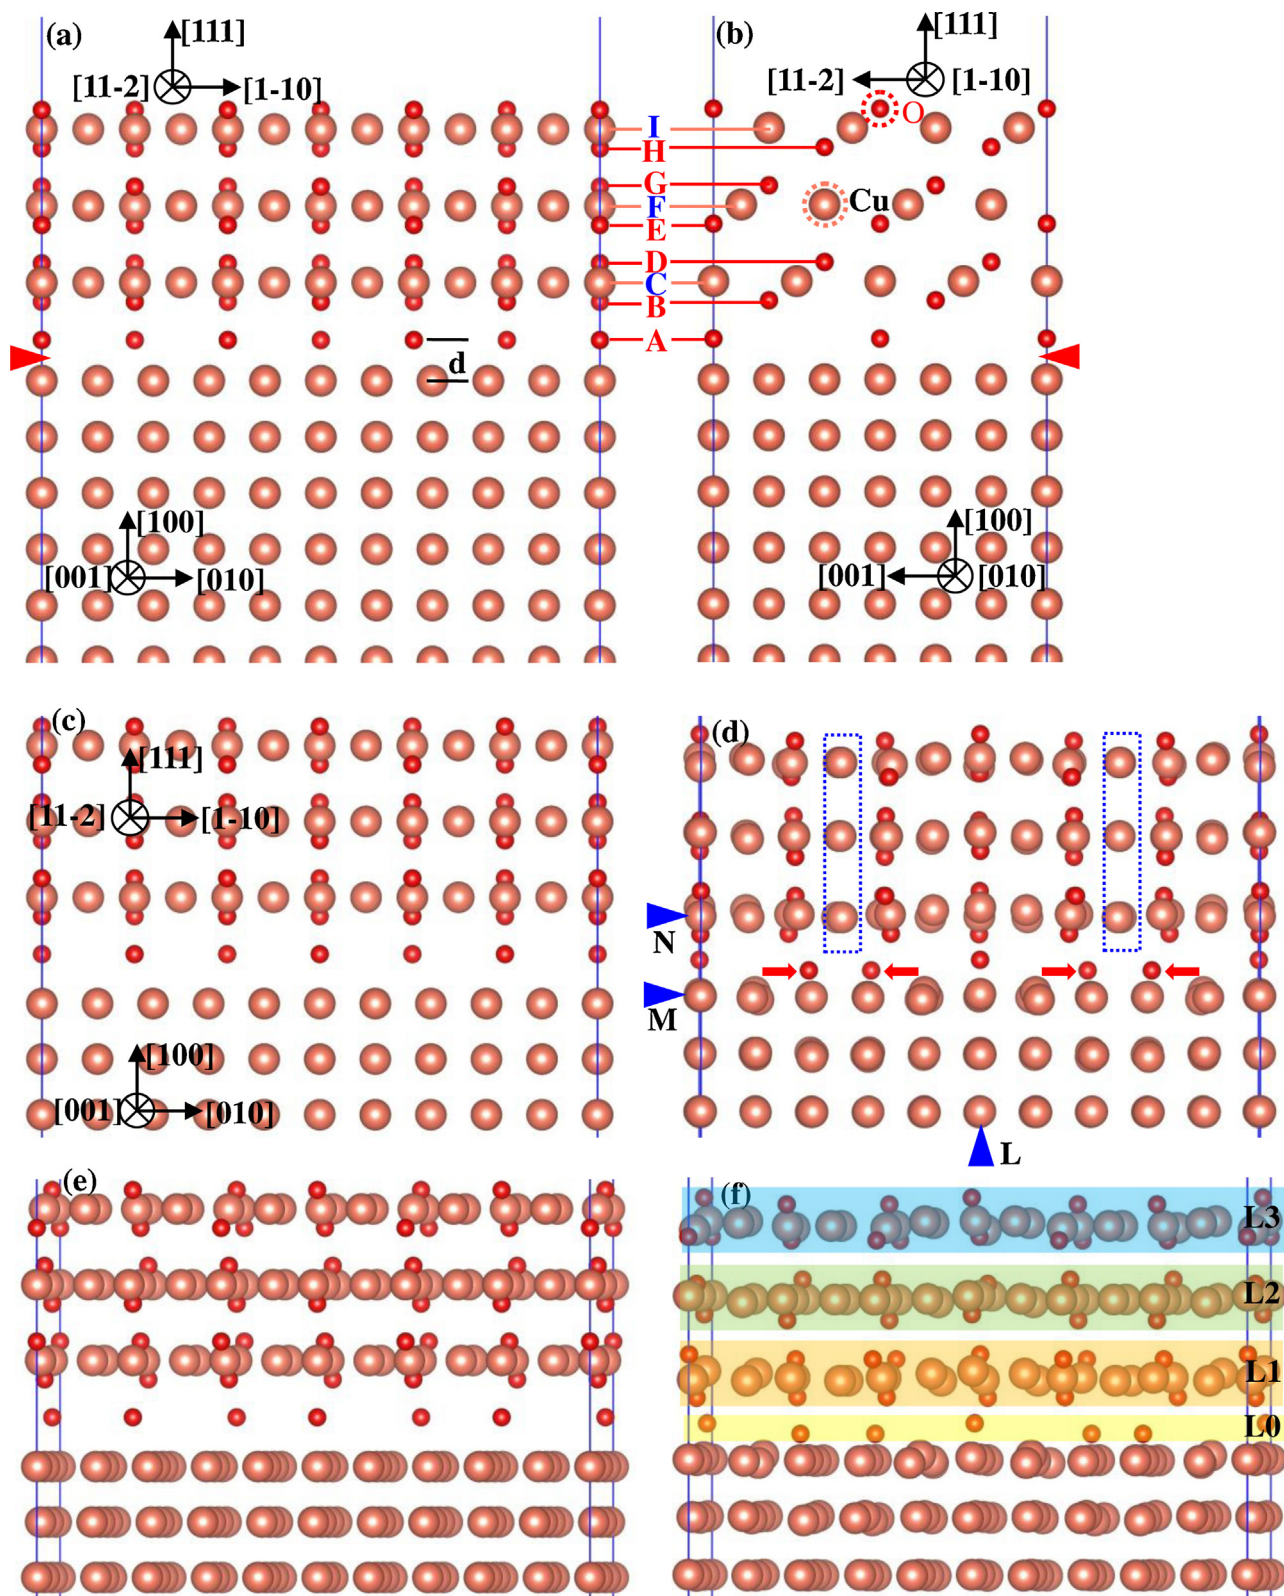 (a)
[111]
[11-2]
[1-10]
(b)
[111]
[11-2]
[1-10]
O
I
H
G
F
E
D
C
B
A
Cu
d
[100]
[001]
[010]
[100]
[001]
[010]
(c)
[111]
[11-2]
[1-10]
[100]
[001]
[010]
(d)
N
M
L
(e)
(f)
L3
L2
L1
L0